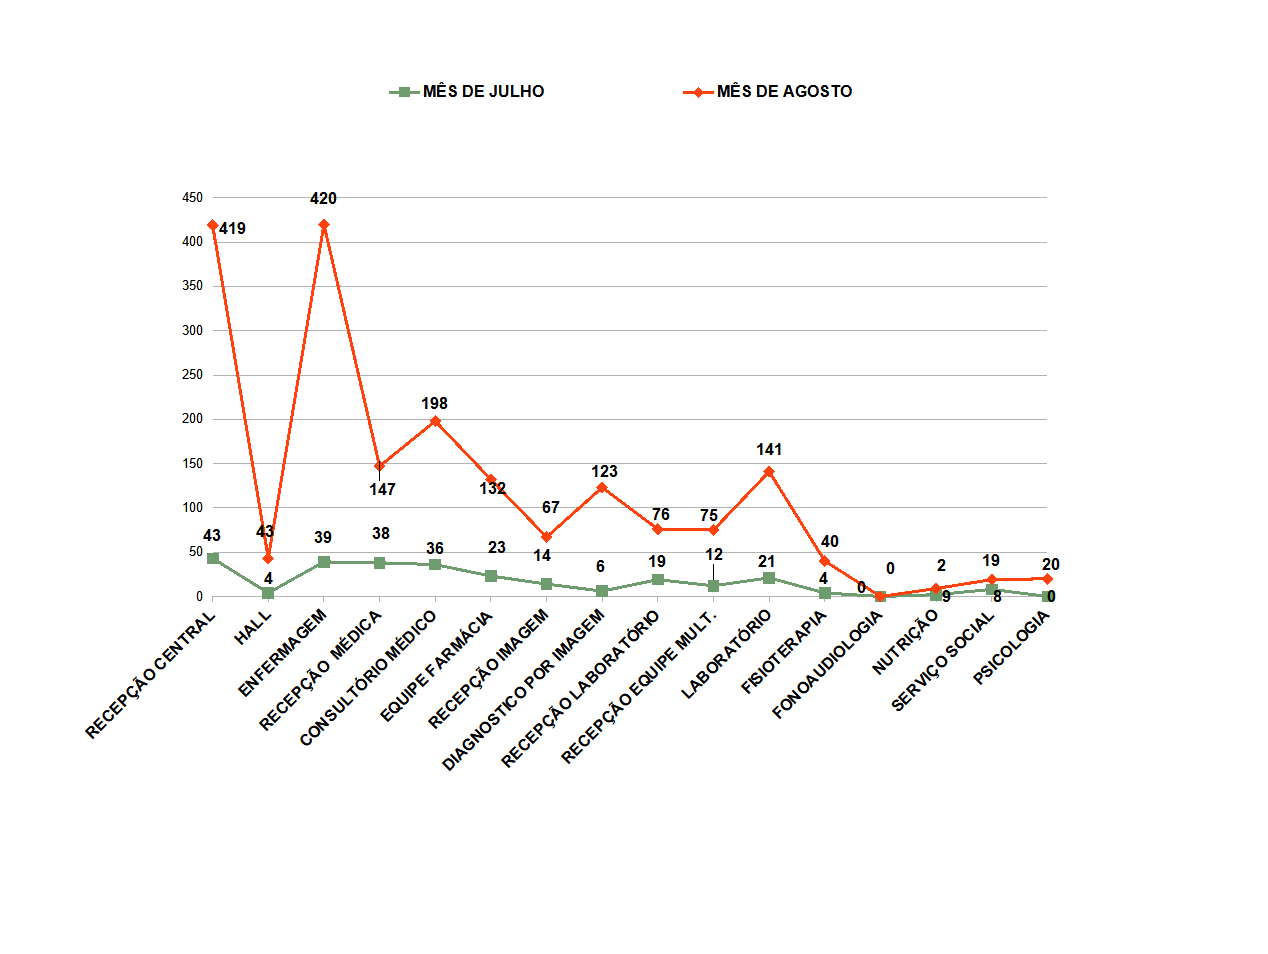 MÊS DE JULHO MÊS DE AGOSTO
450
420
419
400
350
300
250
200
198
150
147
141
132
123
100
67
76
75
50
43
43
39
38
36
23
14
6
19
12
21
40
4
4
0
0
2
19
20
9
8
0
0
RECEPÇÃO CENTRAL
HALL
ENFERMAGEM
RECEPÇÃO MÉDICA
CONSULTÓRIO MÉDICO
EQUIPE FARMÁCIA
RECEPÇÃO IMAGEM
DIAGNOSTICO POR IMAGEM
RECEPÇÃO LABORATÓRIO
RECEPÇÃO EQUIPE MULT.
LABORATÓRIO
FISIOTERAPIA
FONOAUDIOLOGIA
NUTRIÇÃO
SERVIÇO SOCIAL
PSICOLOGIA